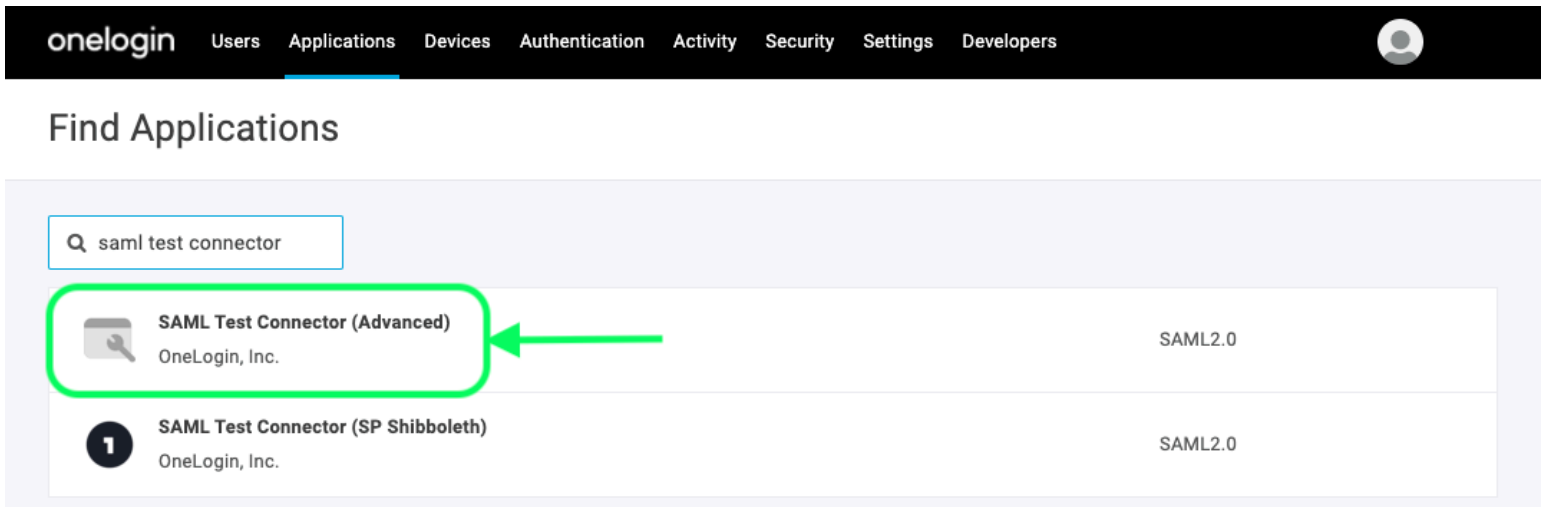 onelogin Users Applications Devices Authentication Activity Security Settings Developers
Find Applications
saml test connector
SAML Test Connector (Advanced)
OneLogin, Inc.
SAML2.0
1
SAML Test Connector (SP Shibboleth)
OneLogin, Inc.
SAML2.0